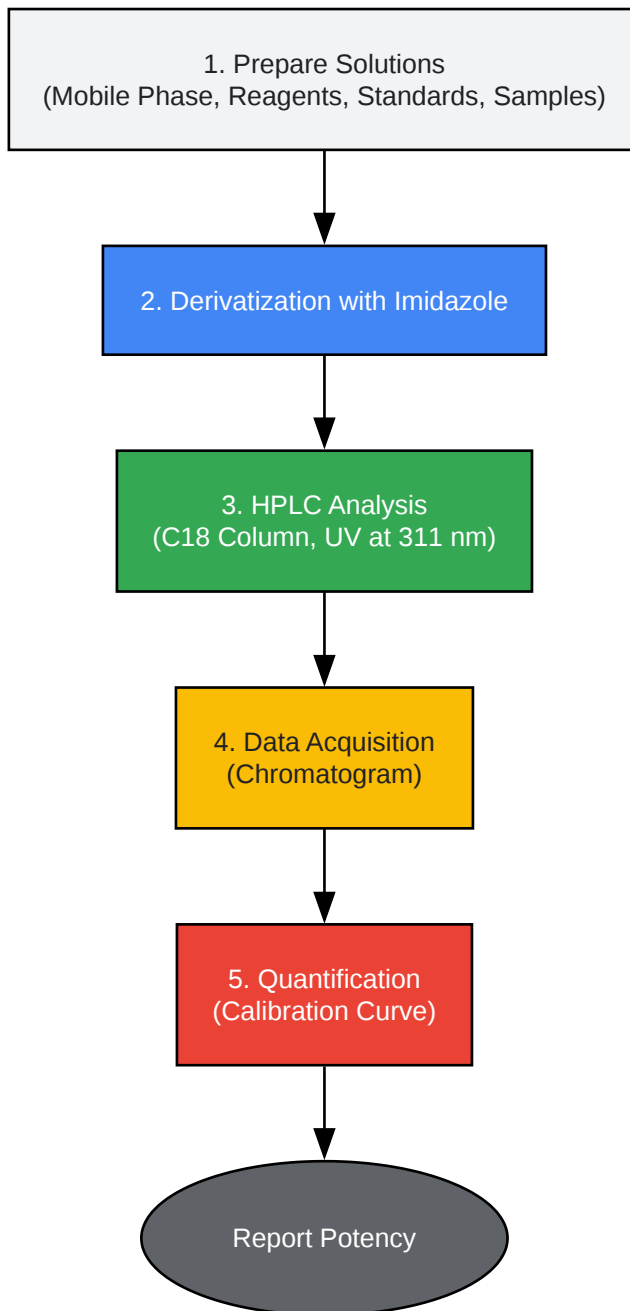 1. Prepare Solutions
(Mobile Phase, Reagents, Standards, Samples)
2. Derivatization with Imidazole
3. HPLC Analysis
(C18 Column, UV at 311 nm)
4. Data Acquisition
(Chromatogram)
5. Quantification
(Calibration Curve)
Report Potency